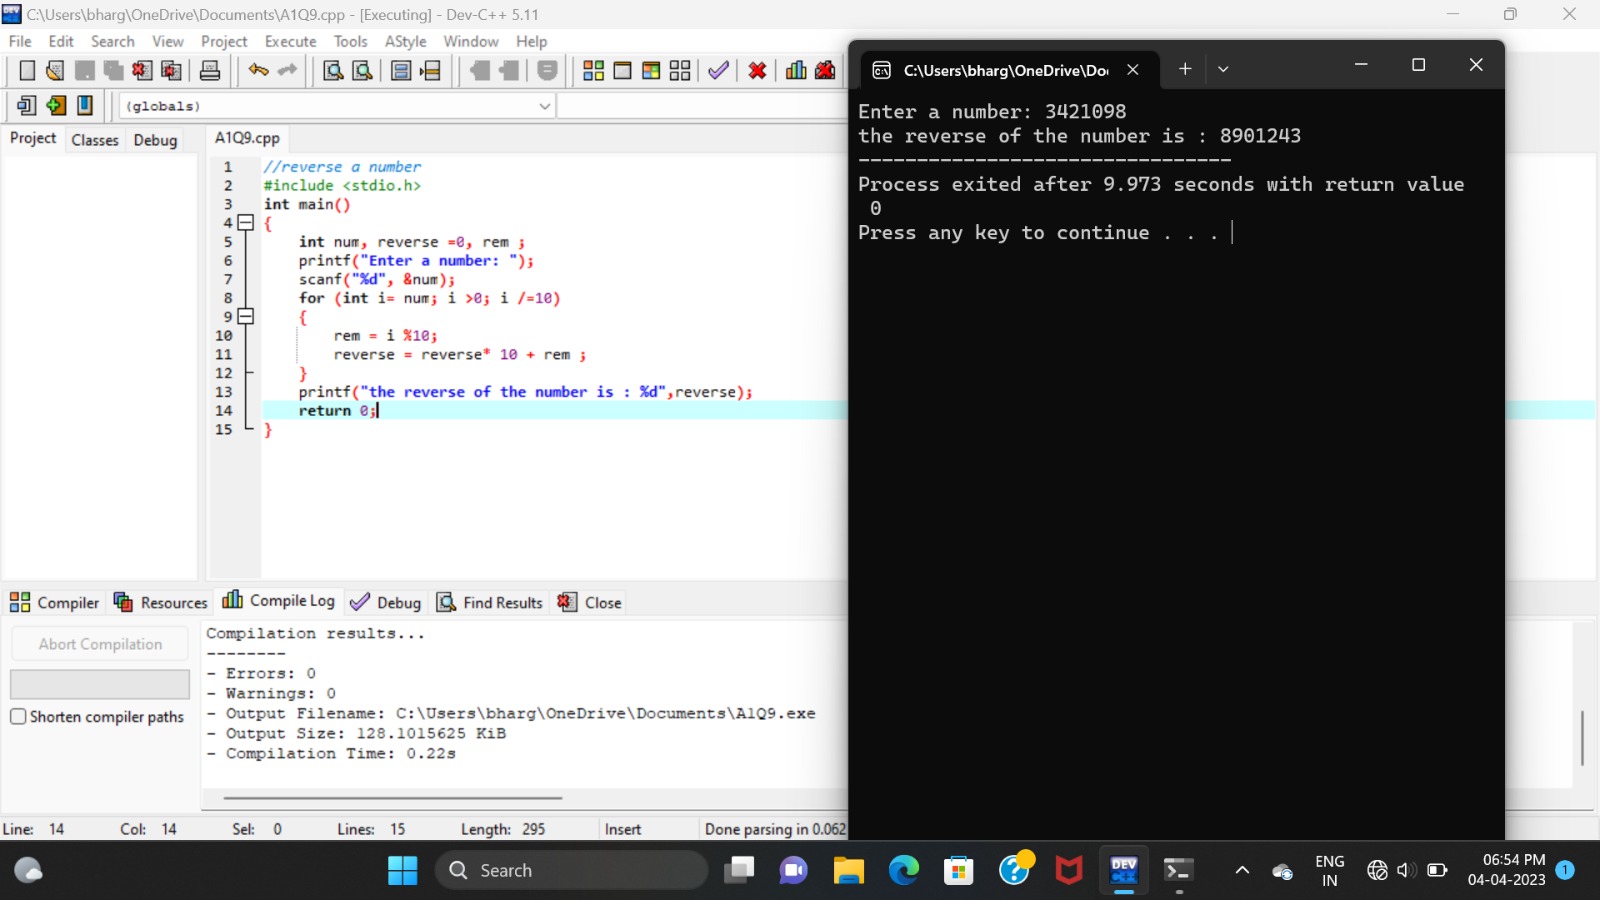 C:\Users\bharg\OneDrive\Documents\A1Q9.cpp - [Executing] - Dev-C++ 5.11
File Edit Search View Project Execute Tools AStyle Window Help
(globals)
Project Classes Debug
A1Q9.cpp
1 //reverse a number
2 #include <stdio.h>
3 int main()
4 {
5 int num, reverse =0, rem ;
6 printf("Enter a number: ");
7 scanf("%d", &num);
8 for (int i= num; i >0; i /=10)
9 {
10 rem = i %10;
11 reverse = reverse* 10 + rem ;
12 }
13 printf("the reverse of the number is : %d",reverse);
14 return 0;
15 }
C:\Users\bharg\OneDrive\Do
Enter a number: 3421098
the reverse of the number is : 8901243
--------------------------------
Process exited after 9.973 seconds with return value
0
Press any key to continue . . .
Compiler Resources Compile Log Debug Find Results Close
Abort Compilation
Shorten compiler paths
Compilation results...
--------
- Errors: 0
- Warnings: 0
- Output Filename: C:\Users\bharg\OneDrive\Documents\A1Q9.exe
- Output Size: 128.1015625 KiB
- Compilation Time: 0.22s
Line: 14 Col: 14 Sel: 0 Lines: 15 Length: 295 Insert Done parsing in 0.062
Search
DEV C++
ENG
IN
06:54 PM
04-04-2023
1